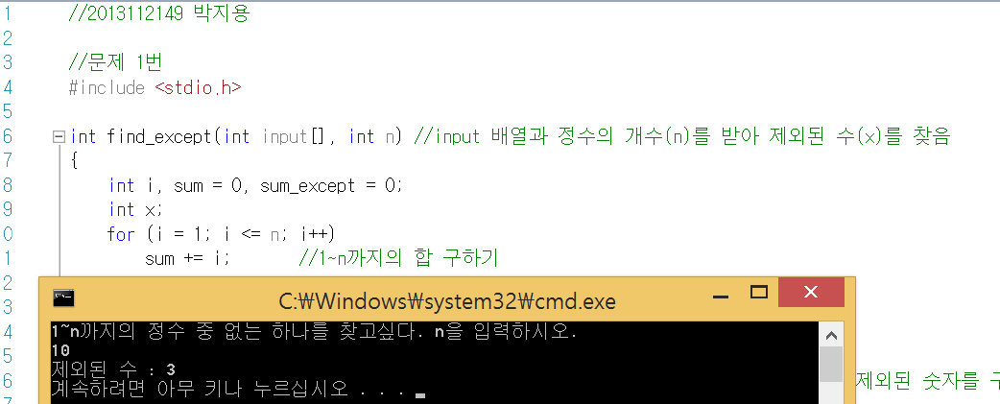 1 //2013112149 박지용
2
3 //문제 1번
4 #include <stdio.h>
5
6 int find_except(int input[], int n) //input 배열과 정수의 개수(n)를 받아 제외된 수(x)를 찾음
7 {
8 int i, sum = 0, sum_except = 0;
9 int x;
0 for (i = 1; i <= n; i++)
1 sum += i; //1~n까지의 합 구하기
2
C:₩Windows₩system32₩cmd.exe
3
4 1~n까지의 정수 중 없는 하나를 찾고싶다. n을 입력하시오.
5 10
6 제외된 수 : 3 제외된 숫자를
계속하려면 아무 키나 누르십시오 . . .